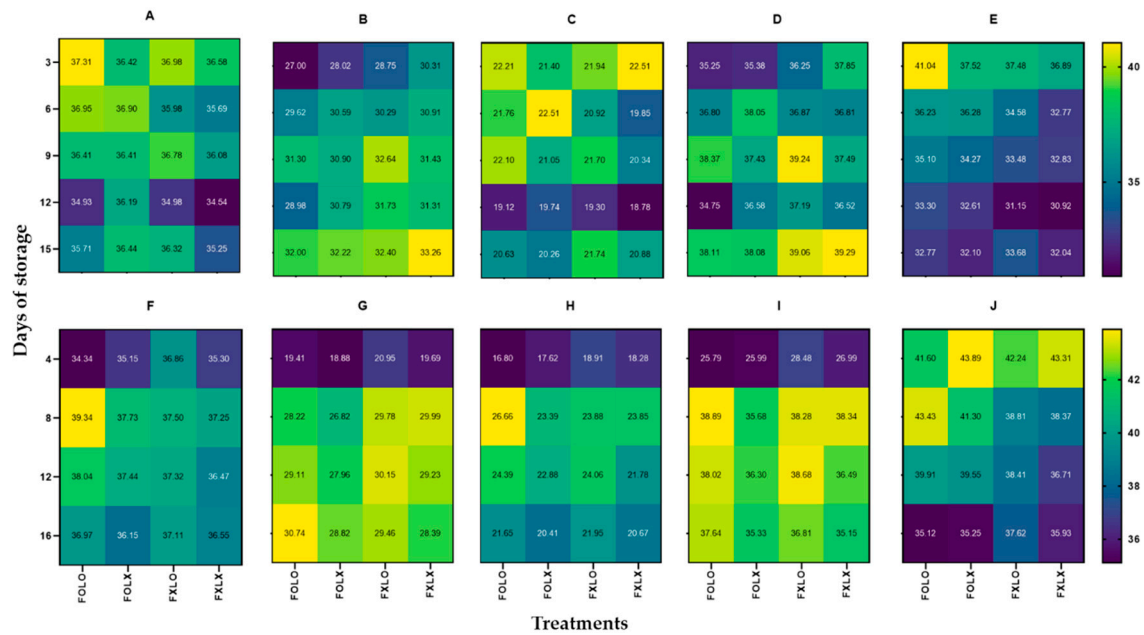 A B C D E
3 37.31 36.42 36.98 36.58 27.00 28.02 28.75 30.31 22.21 21.40 21.94 22.51 35.25 35.38 36.25 37.85 41.04 37.52 37.48 36.89 40
6 36.95 36.90 35.98 35.69 29.62 30.59 30.29 30.91 21.76 22.51 20.92 19.85 36.80 38.05 36.87 36.81 36.23 36.28 34.58 32.77
9 36.41 36.41 36.78 36.08 31.30 30.90 32.64 31.43 22.10 21.05 21.70 20.34 38.37 37.43 39.24 37.49 35.10 34.27 33.48 32.83 35
12 34.93 36.19 34.98 34.54 28.98 30.79 31.73 31.31 19.12 19.74 19.30 18.78 34.75 36.58 37.19 36.52 33.30 32.61 31.15 30.92
15 35.71 36.44 36.32 35.25 32.00 32.22 32.40 33.26 20.63 20.26 21.74 20.88 38.11 38.08 39.06 39.29 32.77 32.10 33.68 32.04
Days of storage
F G H I J
4 34.34 35.15 36.86 35.30 19.41 18.88 20.95 19.69 16.80 17.62 18.91 18.28 25.79 25.99 28.48 26.99 41.60 43.89 42.24 43.31 42
8 39.34 37.73 37.50 37.25 28.22 26.82 29.78 29.99 26.66 23.39 23.88 23.85 38.89 35.68 38.28 38.34 43.43 41.30 38.81 38.37 40
12 38.04 37.44 37.32 36.47 29.11 27.96 30.15 29.23 24.39 22.88 24.06 21.78 38.02 36.30 38.68 36.49 39.91 39.55 38.41 36.71 38
16 36.97 36.15 37.11 36.55 30.74 28.82 29.46 28.39 21.65 20.41 21.95 20.67 37.64 35.33 36.81 35.15 35.12 35.25 37.62 35.93 36
FOLO FOLX FXLO FXLX FOLO FOLX FXLO FXLX FOLO FOLX FXLO FXLX FOLO FOLX FXLO FXLX FOLO FOLX FXLO FXLX
Treatments